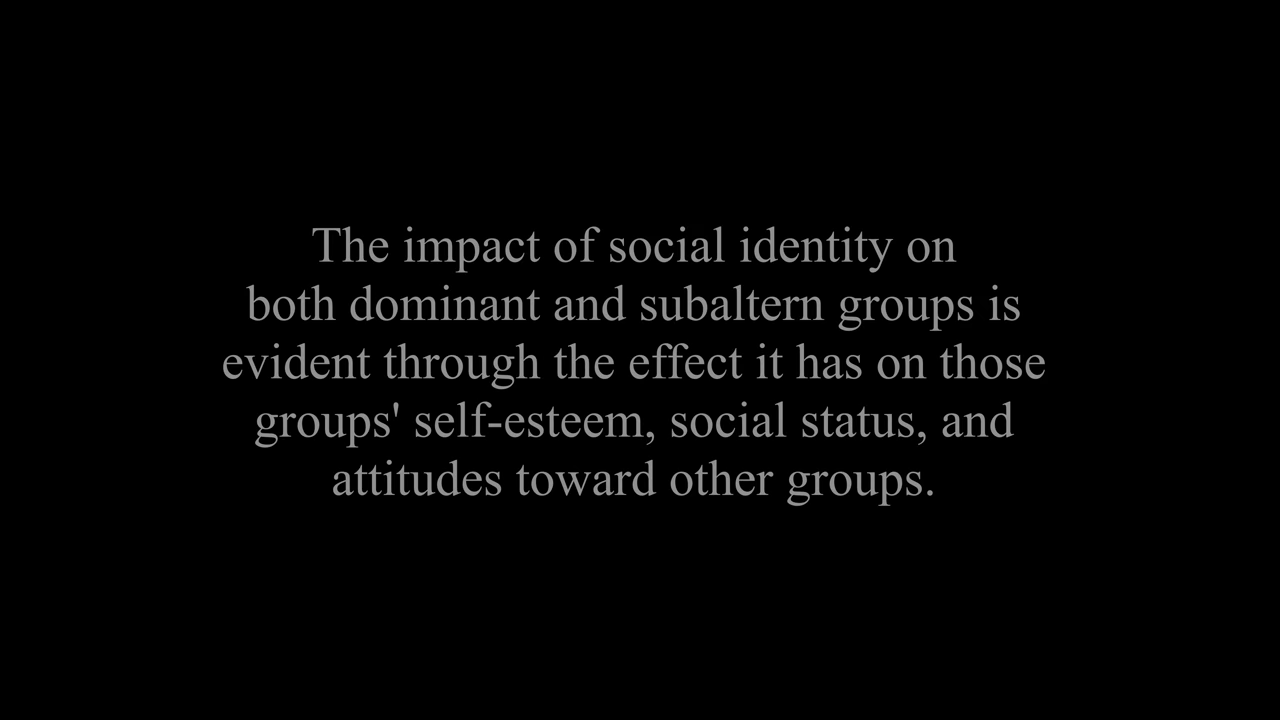 The impact of social identity on
both dominant and subaltern groups is
evident through the effect it has on those
groups' self-esteem, social status, and
attitudes toward other groups.